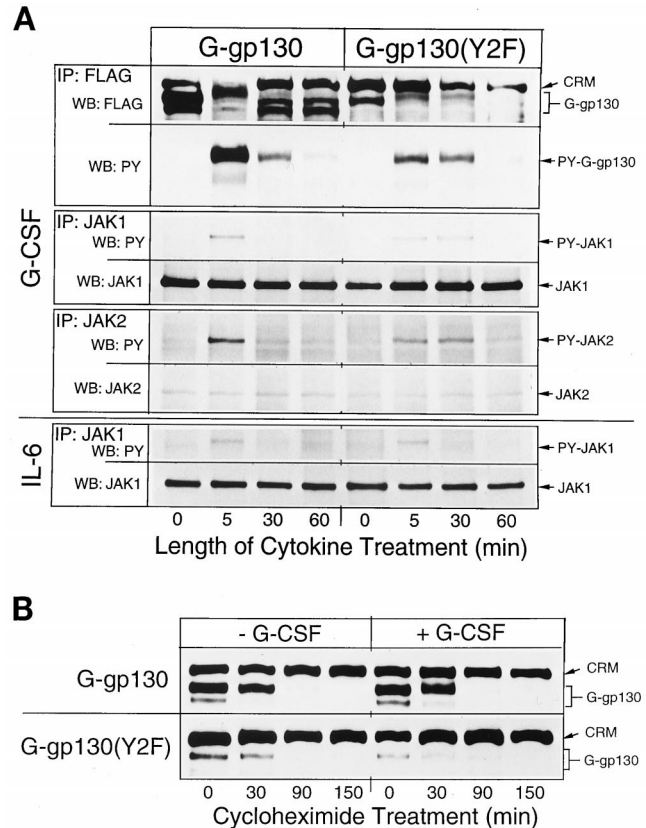 A
G-gp130 G-gp130(Y2F)
IP: FLAG
WB: FLAG
CRM
G-gp130
WB: PY
PY-G-gp130
G-CSF
IP: JAK1
WB: PY
PY-JAK1
WB: JAK1
JAK1
IP: JAK2
WB: PY
PY-JAK2
WB: JAK2
JAK2
IL-6
IP: JAK1
WB: PY
PY-JAK1
WB: JAK1
JAK1
0 5 30 60 0 5 30 60
Length of Cytokine Treatment (min)
B
- G-CSF + G-CSF
G-gp130
CRM
G-gp130
G-gp130(Y2F)
CRM
G-gp130
0 30 90 150 0 30 90 150
Cycloheximide Treatment (min)